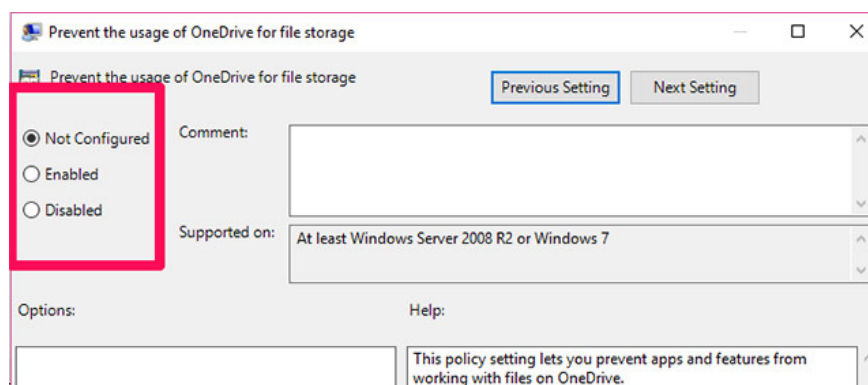 Prevent the usage of OneDrive for file storage
Prevent the usage of OneDrive for file storage
Previous Setting
Next Setting
Not Configured
Comment:
Enabled
Disabled
Supported on:
At least Windows Server 2008 R2 or Windows 7
Options:
Help:
This policy setting lets you prevent apps and features from
working with files on OneDrive.